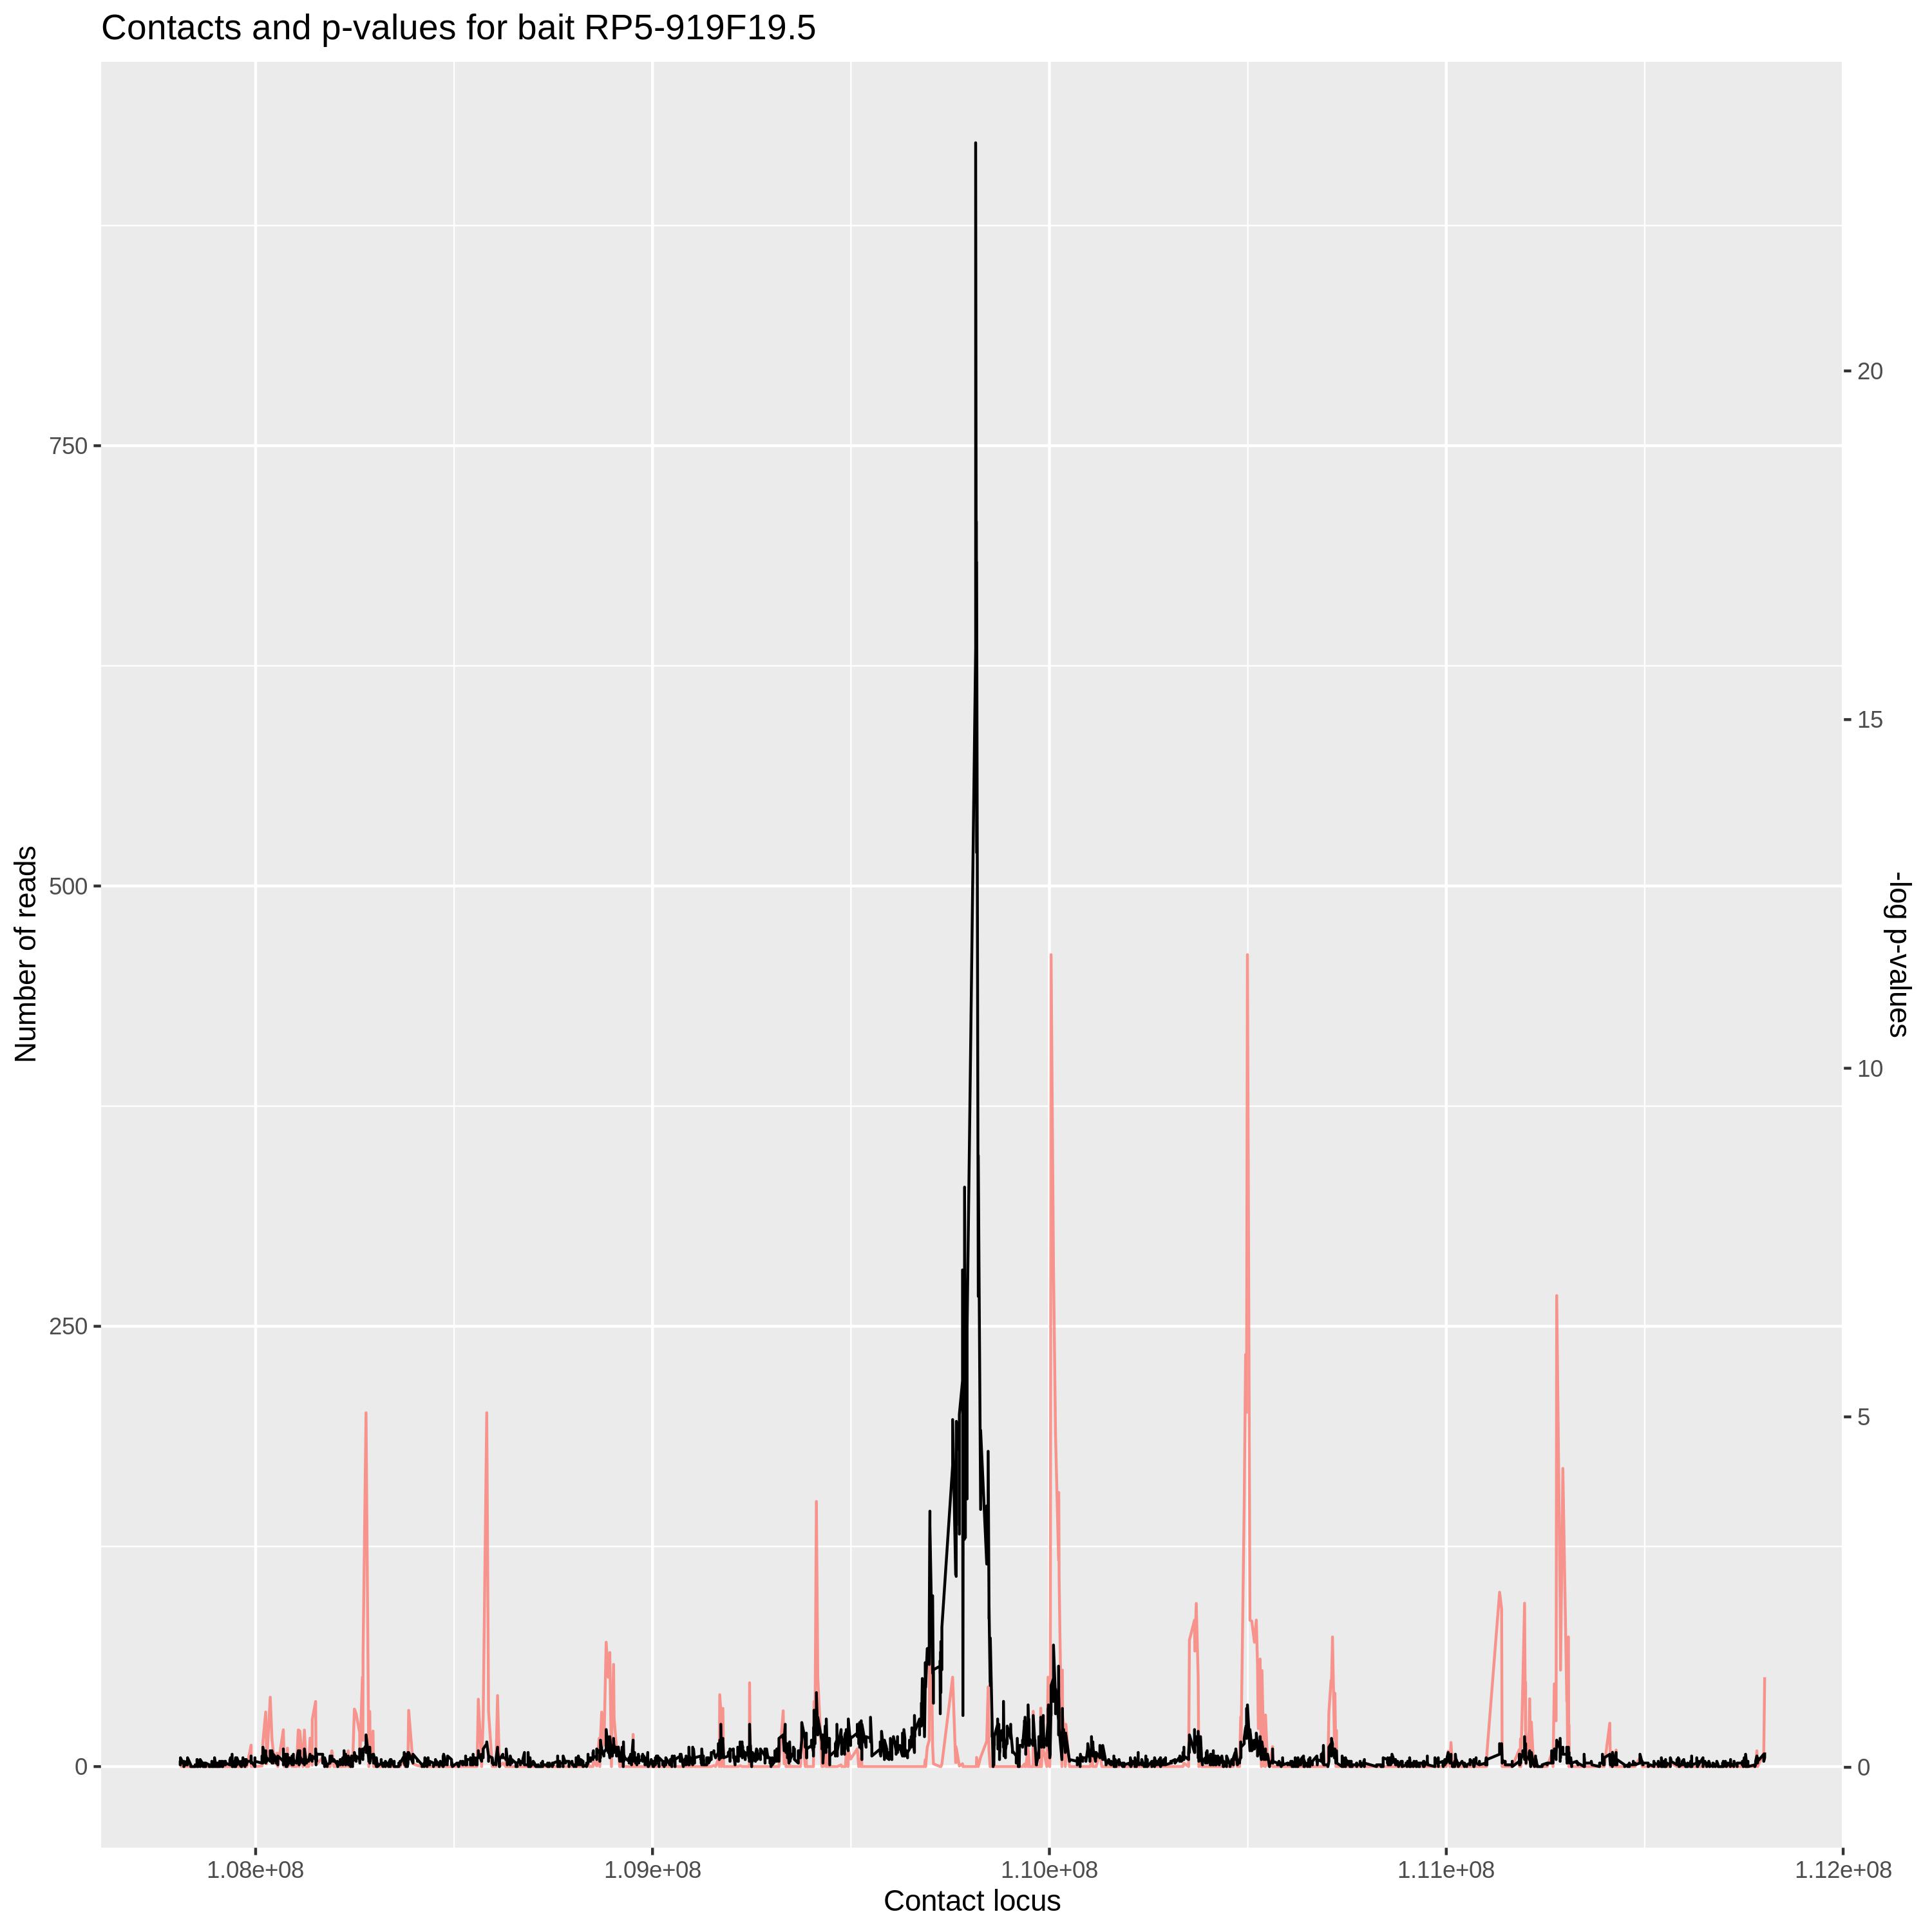 Contacts and p-values for bait RP5-919F19.5
Number of reads
750
500
250
0
20
15
10
5
0
-log p-values
1.08e+08
1.09e+08
1.10e+08
1.11e+08
1.12e+08
Contact locus